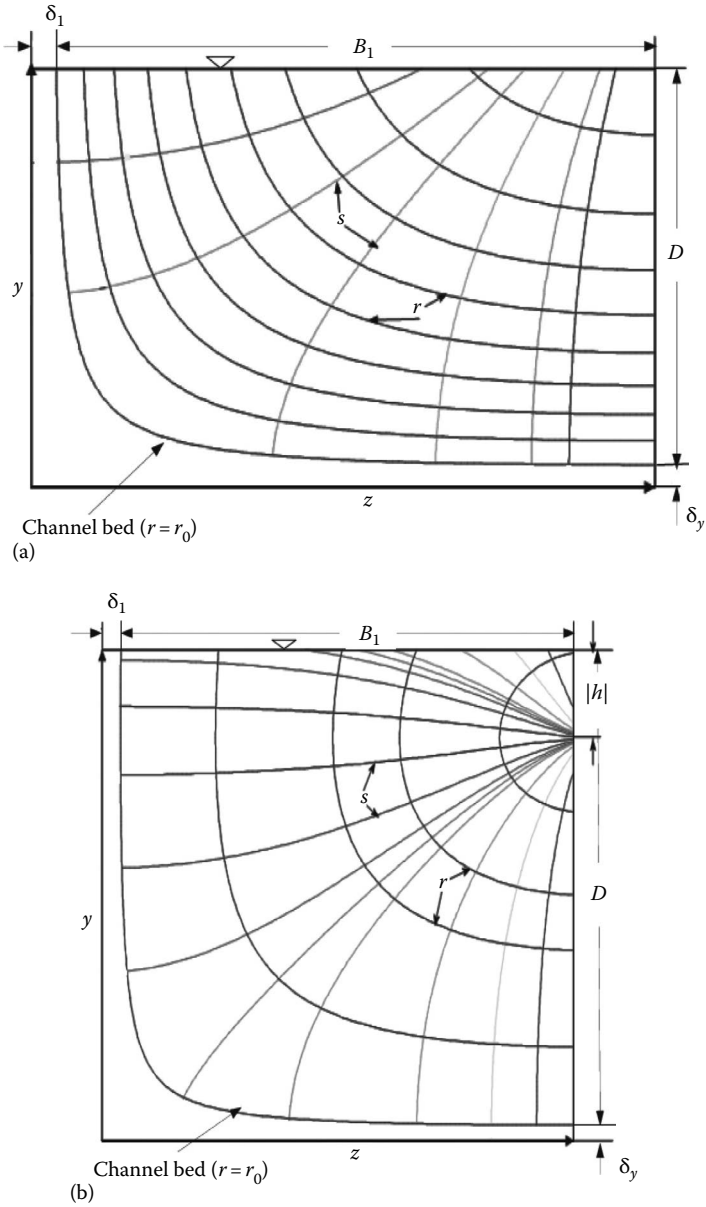 δ₁
B₁
s
D
y
r
z
Channel bed (r = r₀)
δy
(a)
δ₁
B₁
|h|
s
r
D
y
z
Channel bed (r = r₀)
δy
(b)